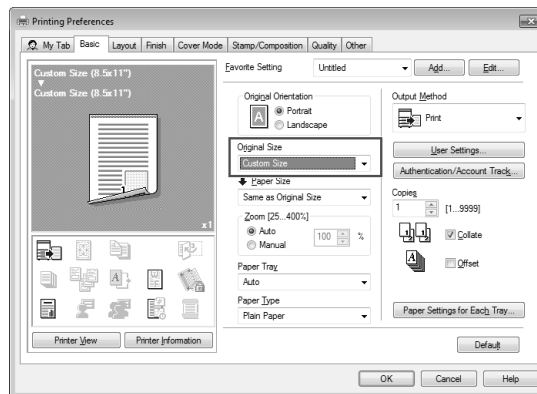 Printing Preferences
My Tab Basic Layout Finish Cover Mode Stamp/Composition Quality Other
Custom Size (8.5x11")
Custom Size (8.5x11")
1
x1
Printer View Printer Information
Favorite Setting Untitled Add... Edit...
Original Orientation
A Portrait
Landscape
Original Size
Custom Size
Paper Size
Same as Original Size
Zoom [25...400%]
Auto
Manual
100 %
Paper Tray
Auto
Paper Type
Plain Paper
Output Method
Print
User Settings...
Authentication/Account Track...
Copies
1 [1...9999]
Collate
Offset
Paper Settings for Each Tray...
Default
OK Cancel Help